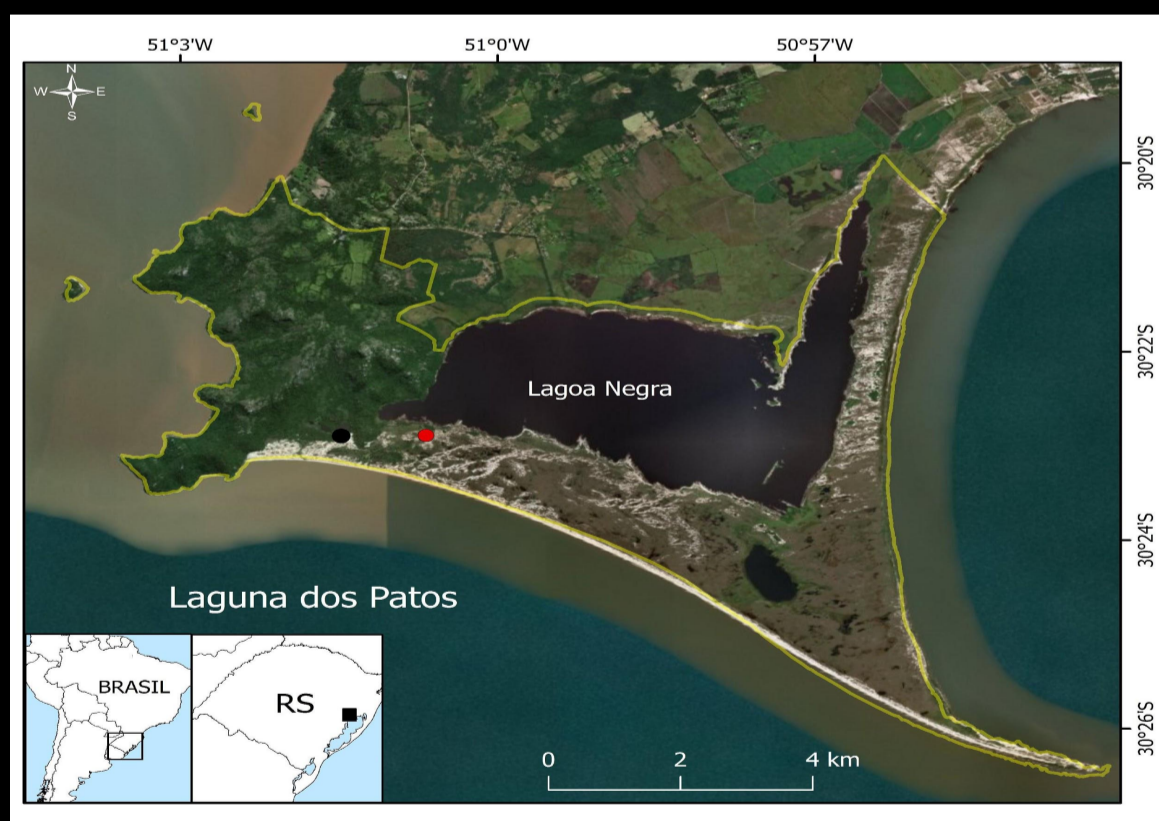 51°3'W 51°0'W 50°57'W
N
W E
S
30°20'S
30°22'S
Lagoa Negra
30°24'S
Laguna dos Patos
BRASIL
RS
30°26'S
0 2 4 km